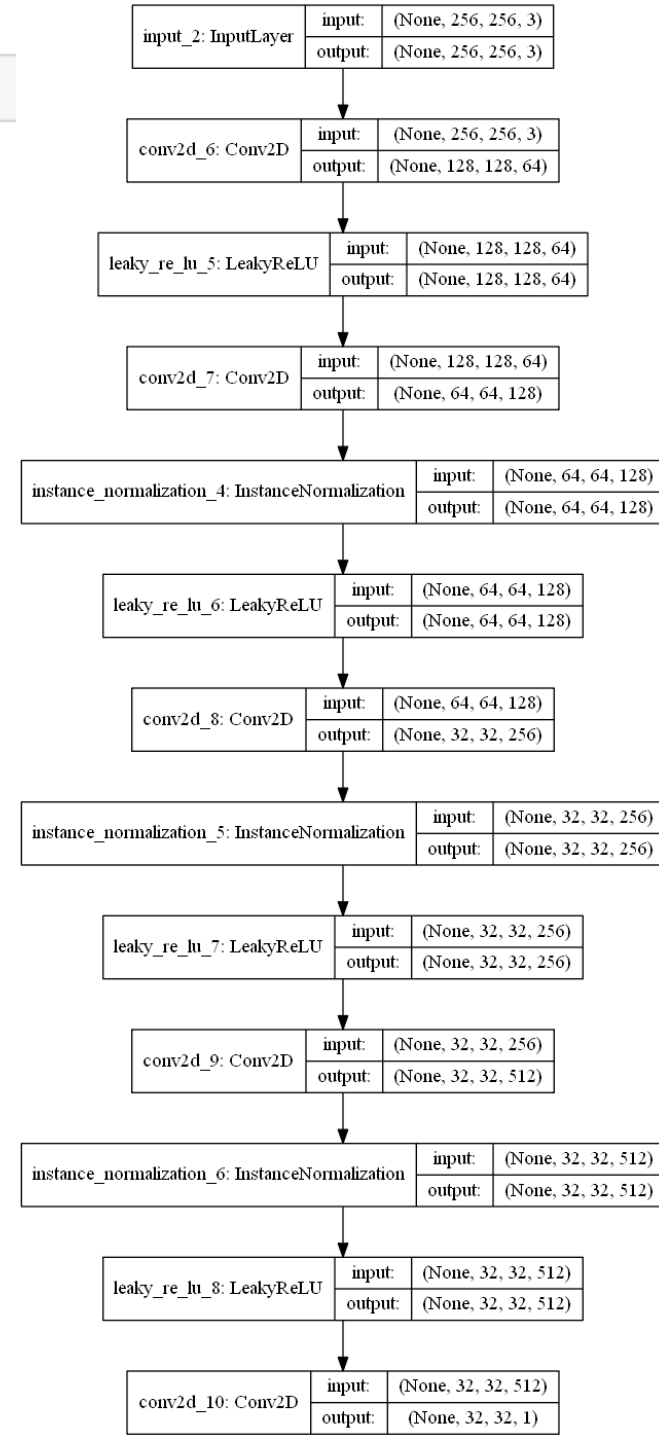 input_2: InputLayer input: (None, 256, 256, 3)
output: (None, 256, 256, 3)
conv2d_6: Conv2D input: (None, 256, 256, 3)
output: (None, 128, 128, 64)
leaky_re_lu_5: LeakyReLU input: (None, 128, 128, 64)
output: (None, 128, 128, 64)
conv2d_7: Conv2D input: (None, 128, 128, 64)
output: (None, 64, 64, 128)
instance_normalization_4: InstanceNormalization input: (None, 64, 64, 128)
output: (None, 64, 64, 128)
leaky_re_lu_6: LeakyReLU input: (None, 64, 64, 128)
output: (None, 64, 64, 128)
conv2d_8: Conv2D input: (None, 64, 64, 128)
output: (None, 32, 32, 256)
instance_normalization_5: InstanceNormalization input: (None, 32, 32, 256)
output: (None, 32, 32, 256)
leaky_re_lu_7: LeakyReLU input: (None, 32, 32, 256)
output: (None, 32, 32, 256)
conv2d_9: Conv2D input: (None, 32, 32, 256)
output: (None, 32, 32, 512)
instance_normalization_6: InstanceNormalization input: (None, 32, 32, 512)
output: (None, 32, 32, 512)
leaky_re_lu_8: LeakyReLU input: (None, 32, 32, 512)
output: (None, 32, 32, 512)
conv2d_10: Conv2D input: (None, 32, 32, 512)
output: (None, 32, 32, 1)